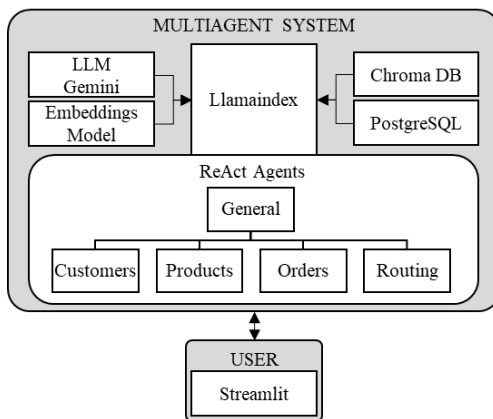 MULTIAGENT SYSTEM
LLM
Gemini
Embeddings
Model
Llamaindex
Chroma DB
PostgreSQL
ReAct Agents
General
Customers
Products
Orders
Routing
USER
Streamlit